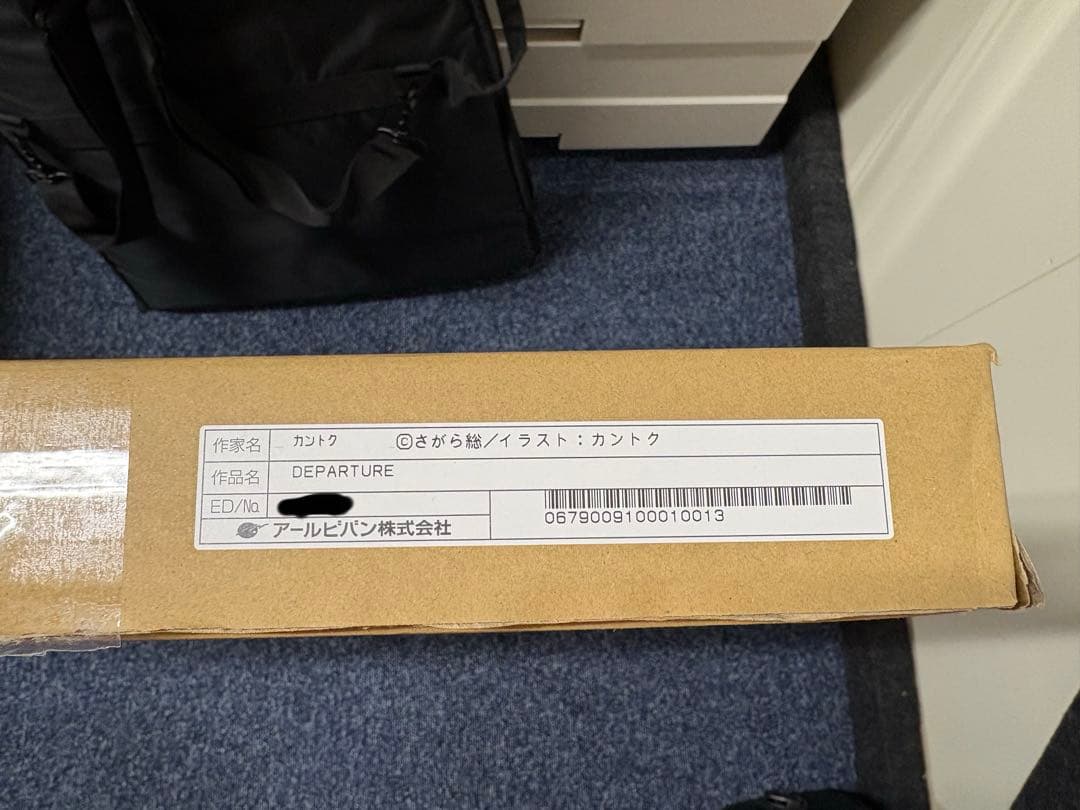 作家名 カントク ©さがら総/イラスト:カントク
作品名 DEPARTURE
ED/No.
0679009100010013
アールビバン株式会社